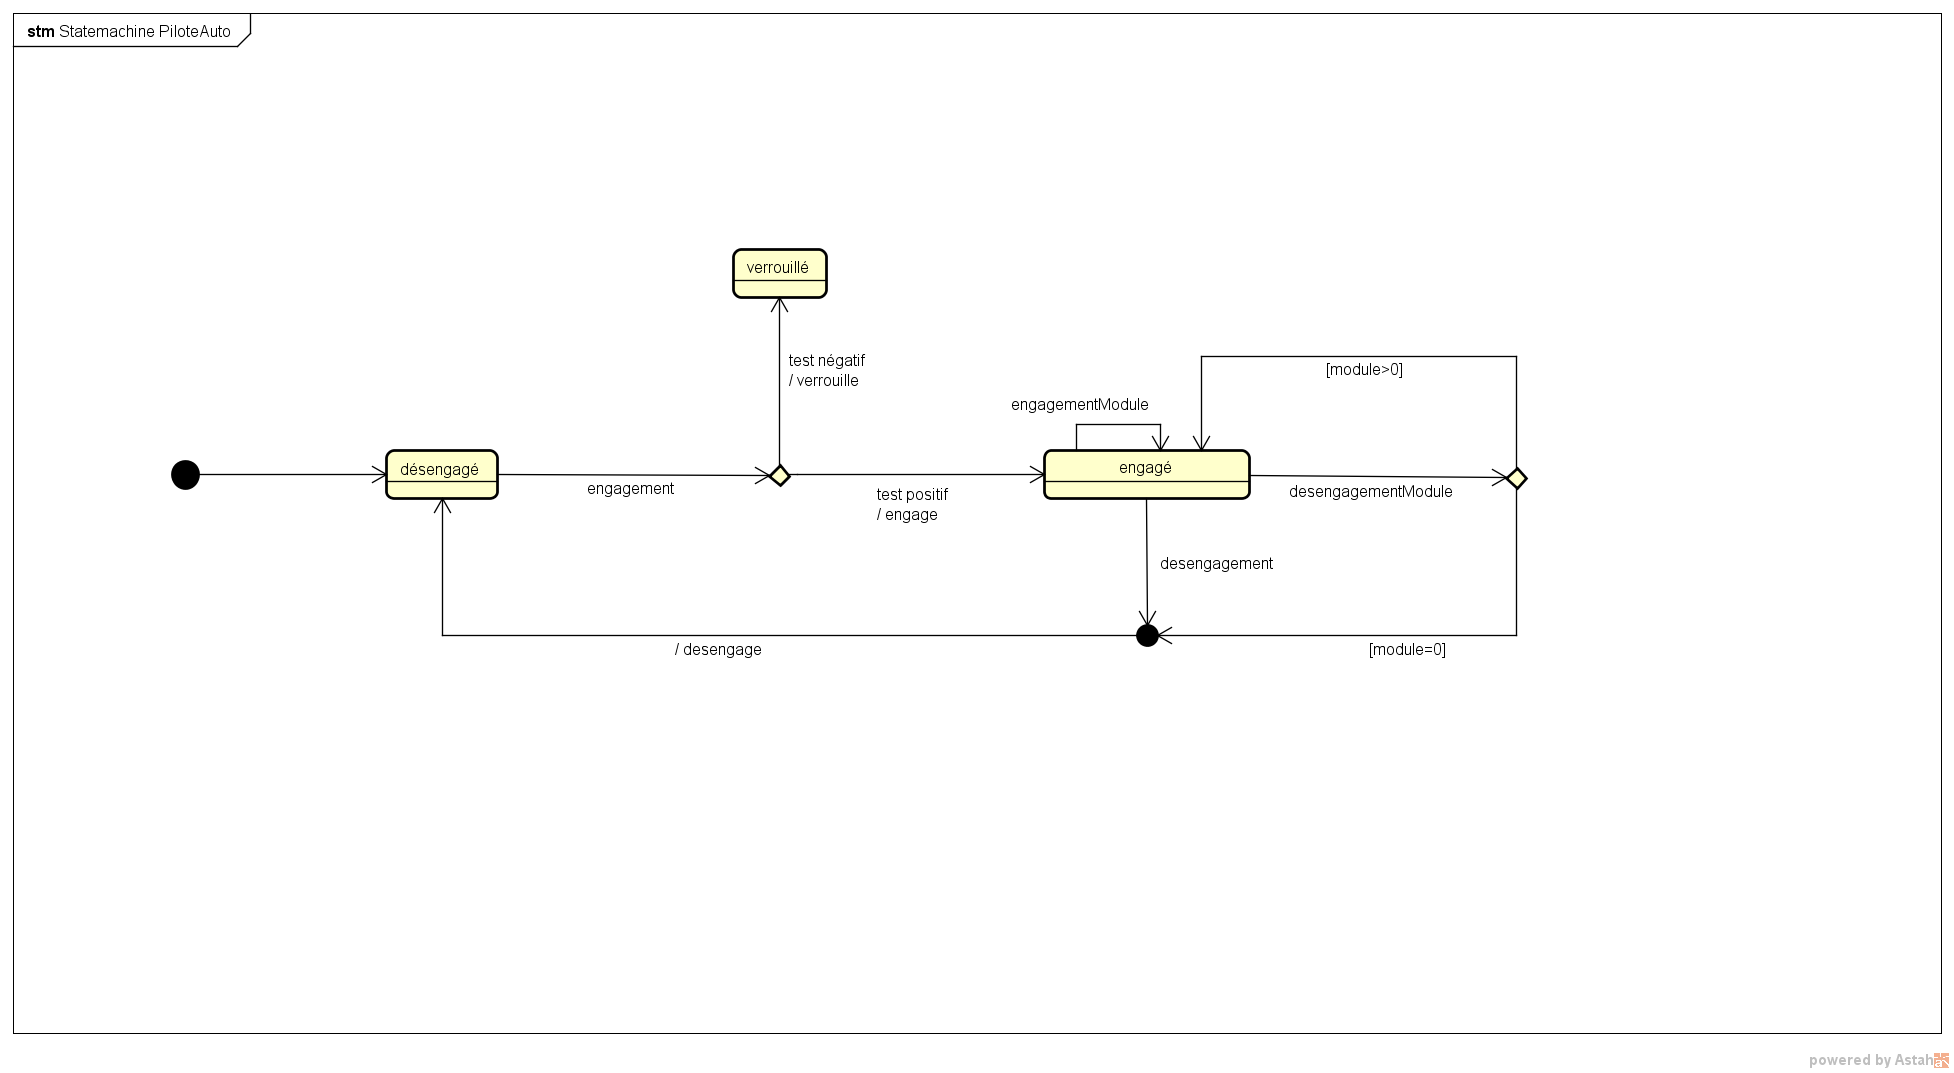 stm Statemachine PiloteAuto
verrouillé
test négatif
/ verrouille
[module>0]
engagementModule
désengagé
engagement
test positif
/ engage
engagé
desengagementModule
desengagement
/ desengage
[module=0]
powered by Astah